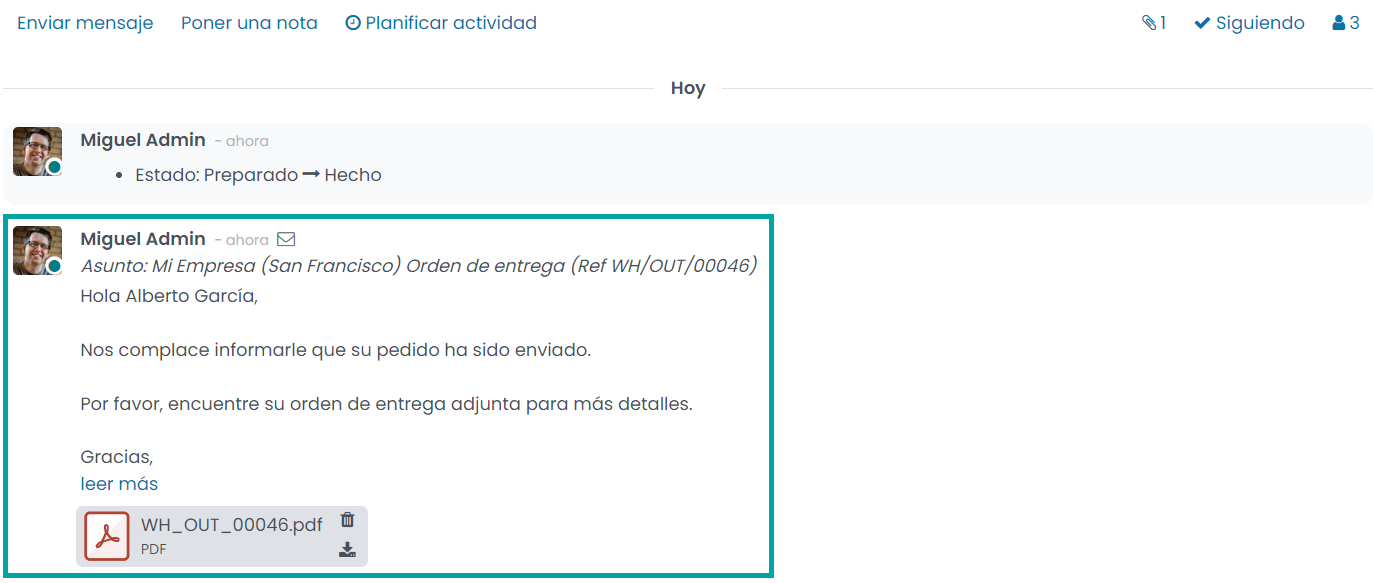 Enviar mensaje Poner una nota Planificar actividad 1 Siguiendo 3
Hoy
Miguel Admin - ahora
Estado: Preparado → Hecho
Miguel Admin - ahora
Asunto: Mi Empresa (San Francisco) Orden de entrega (Ref WH/OUT/00046)
Hola Alberto García,
Nos complace informarle que su pedido ha sido enviado.
Por favor, encuentre su orden de entrega adjunta para más detalles.
Gracias,
leer más
WH_OUT_00046.pdf
PDF